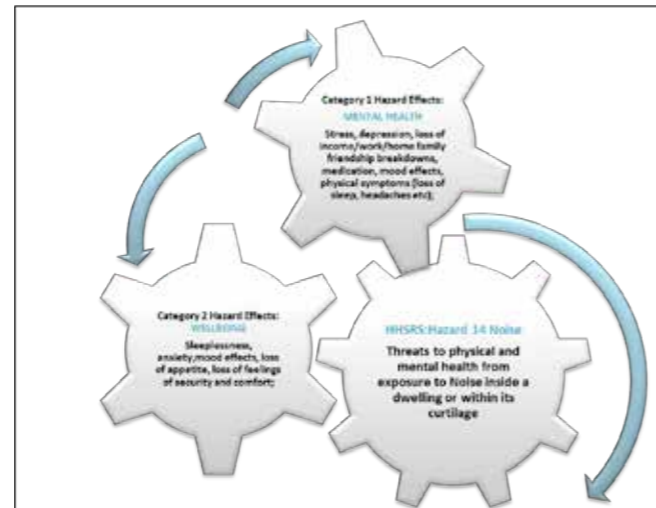 Category 1 Hazard Effects:
MENTAL HEALTH
Stress, depression, loss of
income/work/home family
friendship breakdowns,
medication, mood effects,
physical symptoms (loss of
sleep, headaches etc);
Category 2 Hazard Effects:
WELLBEING
Sleeplessness,
anxiety,mood effects, loss
of appetite, loss of feelings
of security and comfort;
HHSRS:Hazard 14 Noise
Threats to physical and
mental health from
exposure to Noise inside a
dwelling or within its
curtilage